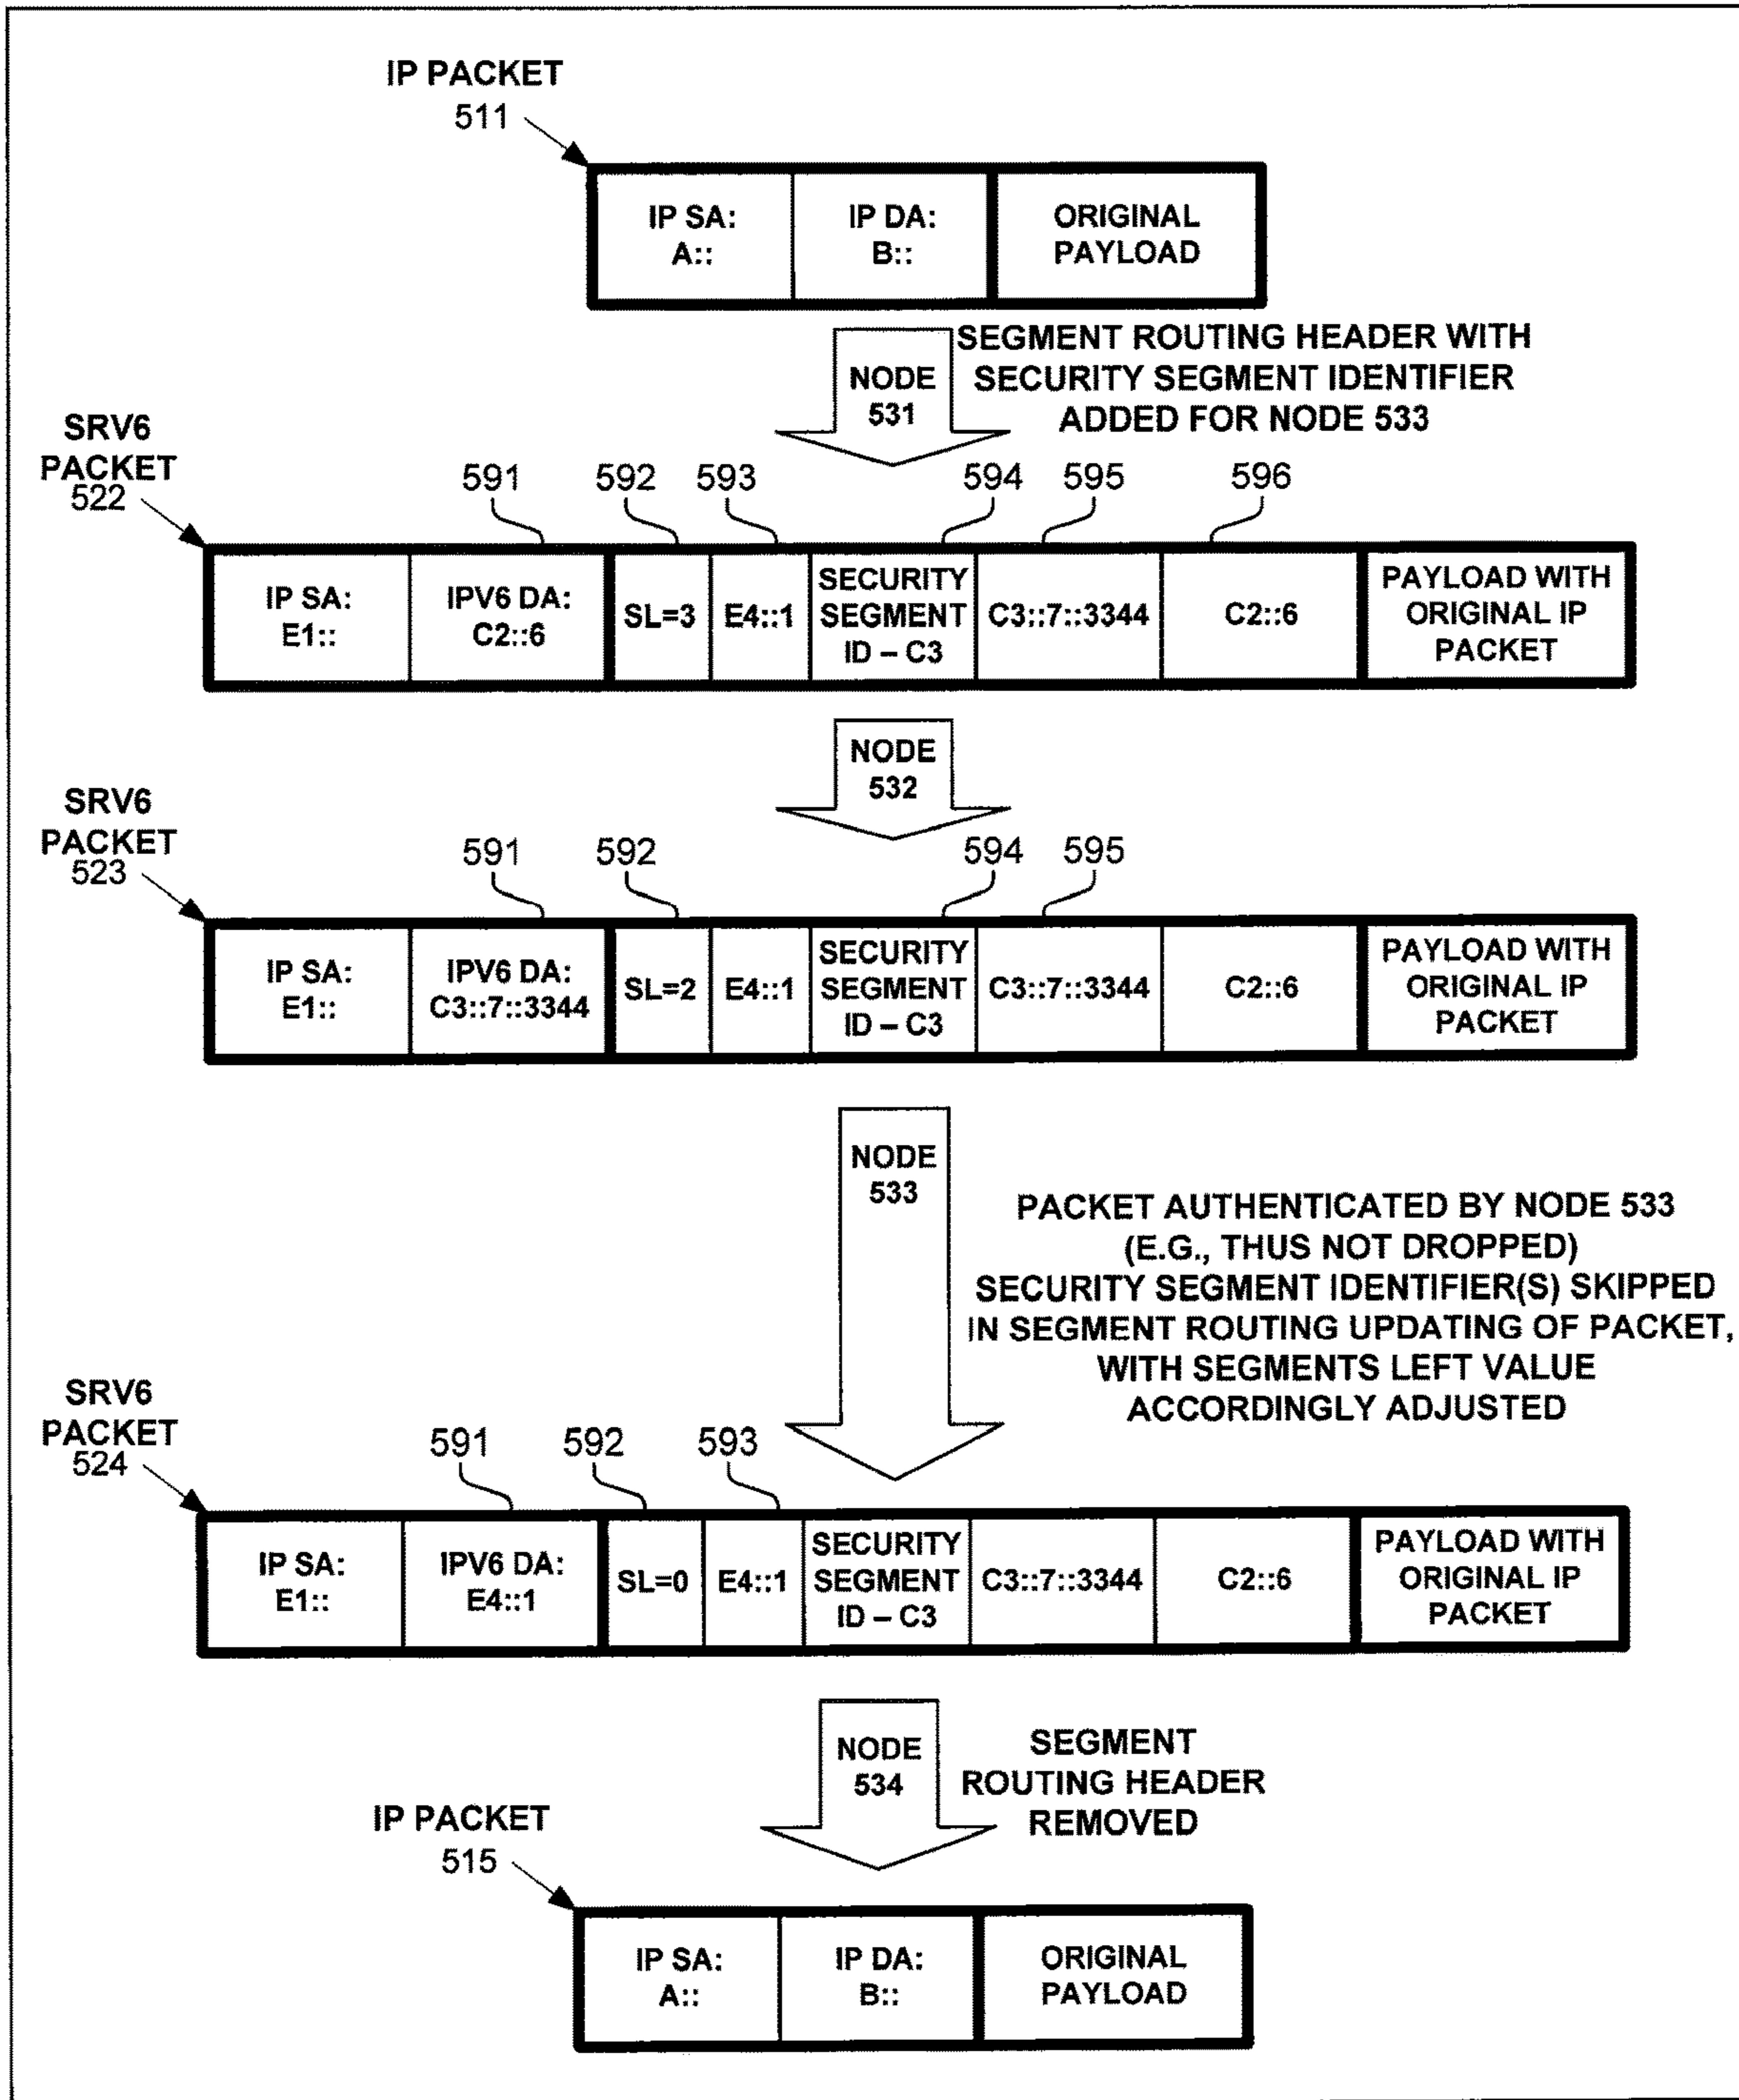 IP PACKET
511
IP SA:
A::
IP DA:
B::
ORIGINAL
PAYLOAD
NODE
531
SEGMENT ROUTING HEADER WITH
SECURITY SEGMENT IDENTIFIER
ADDED FOR NODE 533
SRV6
PACKET
522
591
592
593
594
595
596
IP SA:
E1::
IPV6 DA:
C2::6
SL=3
E4::1
SECURITY
SEGMENT
ID – C3
C3::7::3344
C2::6
PAYLOAD WITH
ORIGINAL IP
PACKET
NODE
532
SRV6
PACKET
523
591
592
594
595
IP SA:
E1::
IPV6 DA:
C3::7::3344
SL=2
E4::1
SECURITY
SEGMENT
ID – C3
C3::7::3344
C2::6
PAYLOAD WITH
ORIGINAL IP
PACKET
NODE
533
PACKET AUTHENTICATED BY NODE 533
(E.G., THUS NOT DROPPED)
SECURITY SEGMENT IDENTIFIER(S) SKIPPED
IN SEGMENT ROUTING UPDATING OF PACKET,
WITH SEGMENTS LEFT VALUE
ACCORDINGLY ADJUSTED
SRV6
PACKET
524
591
592
593
IP SA:
E1::
IPV6 DA:
E4::1
SL=0
E4::1
SECURITY
SEGMENT
ID – C3
C3::7::3344
C2::6
PAYLOAD WITH
ORIGINAL IP
PACKET
NODE
534
SEGMENT
ROUTING HEADER
REMOVED
IP PACKET
515
IP SA:
A::
IP DA:
B::
ORIGINAL
PAYLOAD